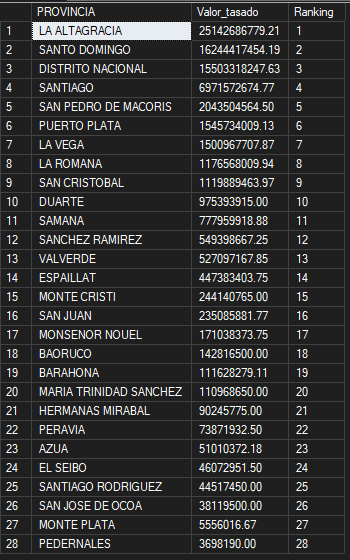 PROVINCIA Valor_tasado Ranking
1 LA ALTAGRACIA 25142686779.21 1
2 SANTO DOMINGO 16244417454.19 2
3 DISTRITO NACIONAL 15503318247.63 3
4 SANTIAGO 6971572674.77 4
5 SAN PEDRO DE MACORIS 2043504564.50 5
6 PUERTO PLATA 1545734009.13 6
7 LA VEGA 1500967707.87 7
8 LA ROMANA 1176568009.94 8
9 SAN CRISTOBAL 1119889463.97 9
10 DUARTE 975393915.00 10
11 SAMANA 777959918.88 11
12 SANCHEZ RAMIREZ 549398667.25 12
13 VALVERDE 527097167.85 13
14 ESPAILLAT 447383403.75 14
15 MONTE CRISTI 244140765.00 15
16 SAN JUAN 235085881.77 16
17 MONSENOR NOUEL 171038373.75 17
18 BAORUCO 142816500.00 18
19 BARAHONA 111628279.11 19
20 MARIA TRINIDAD SANCHEZ 110968650.00 20
21 HERMANAS MIRABAL 90245775.00 21
22 PERAVIA 73871932.50 22
23 AZUA 51010372.18 23
24 EL SEIBO 46072951.50 24
25 SANTIAGO RODRIGUEZ 44517450.00 25
26 SAN JOSE DE OCOA 38119500.00 26
27 MONTE PLATA 5556016.67 27
28 PEDERNALES 3698190.00 28